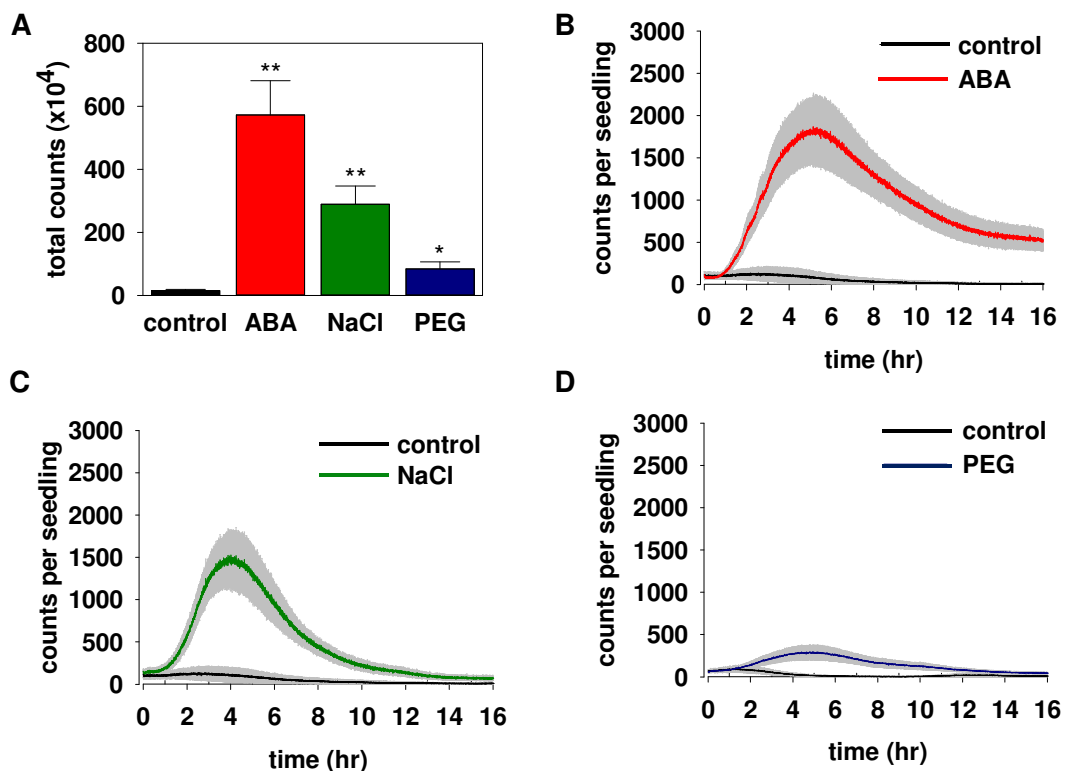 A
total counts (x10⁴)
800
600
400
200
0
**
**
*
control ABA NaCl PEG
B
counts per seedling
3000
2500
2000
1500
1000
500
0
control
ABA
0 2 4 6 8 10 12 14 16
time (hr)
C
counts per seedling
3000
2500
2000
1500
1000
500
0
control
NaCl
0 2 4 6 8 10 12 14 16
time (hr)
D
counts per seedling
3000
2500
2000
1500
1000
500
0
control
PEG
0 2 4 6 8 10 12 14 16
time (hr)